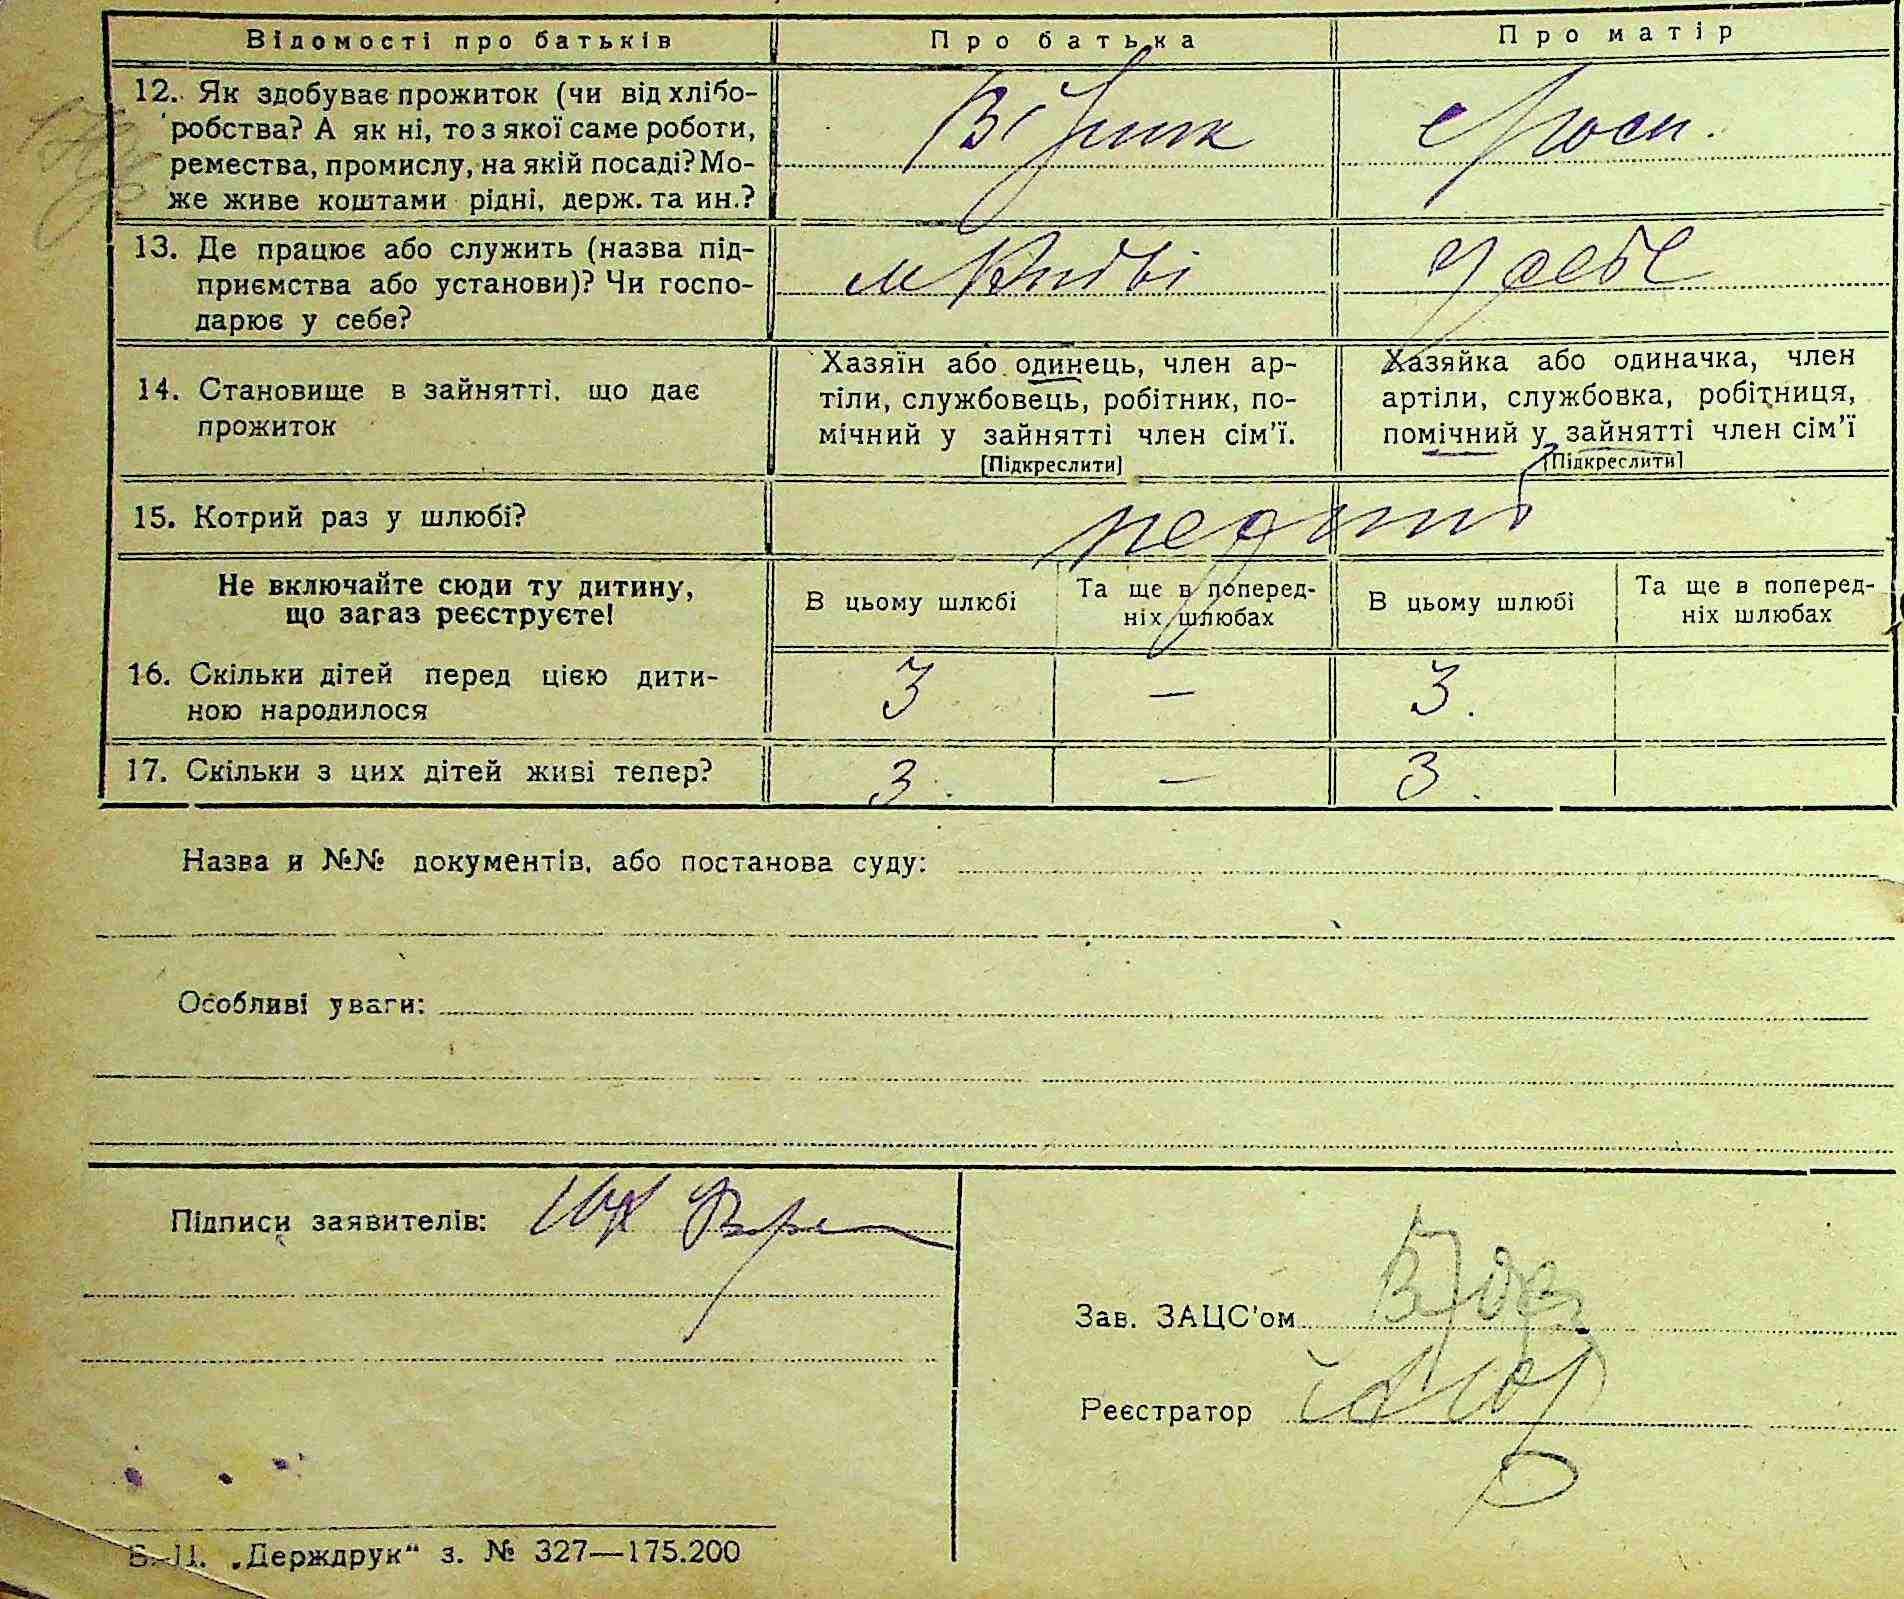 Відомості про батьків
Про батька
Про матір
12. Як здобуває прожиток (чи від хлібо-
робства? А як ні, то з якої саме роботи,
ремества, промислу, на якій посаді? Мо-
же живе коштами рідні, держ. та ин.?
Візник
13. Де працює або служить (назва під-
приємства або установи)? Чи госпо-
дарює у себе?
м Київі
У себе
14. Становище в зайнятті, що дає
прожиток
Хазяїн або одинець, член ар-
тіли, службовець, робітник, по-
мічний у зайнятті член сім'ї.
[Підкреслити]
Хазяйка або одиначка, член
артіли, службовка, робітниця,
помічний у зайнятті член сім'ї
[Підкреслити]
15. Котрий раз у шлюбі?
Не включайте сюди ту дитину,
що зараз реєструєте!
В цьому шлюбі
Та ще в поперед-
ніх шлюбах
В цьому шлюбі
Та ще в поперед-
ніх шлюбах
16. Скільки дітей перед цією дити-
ною народилося
3
—
3.
17. Скільки з цих дітей живі тепер?
3.
—
3.
Назва й №№ документів, або постанова суду:
Особливі уваги:
Підписи заявителів:
Зав. ЗАЦС'ом
Реєстратор
"Держдрук" з. № 327—175.200